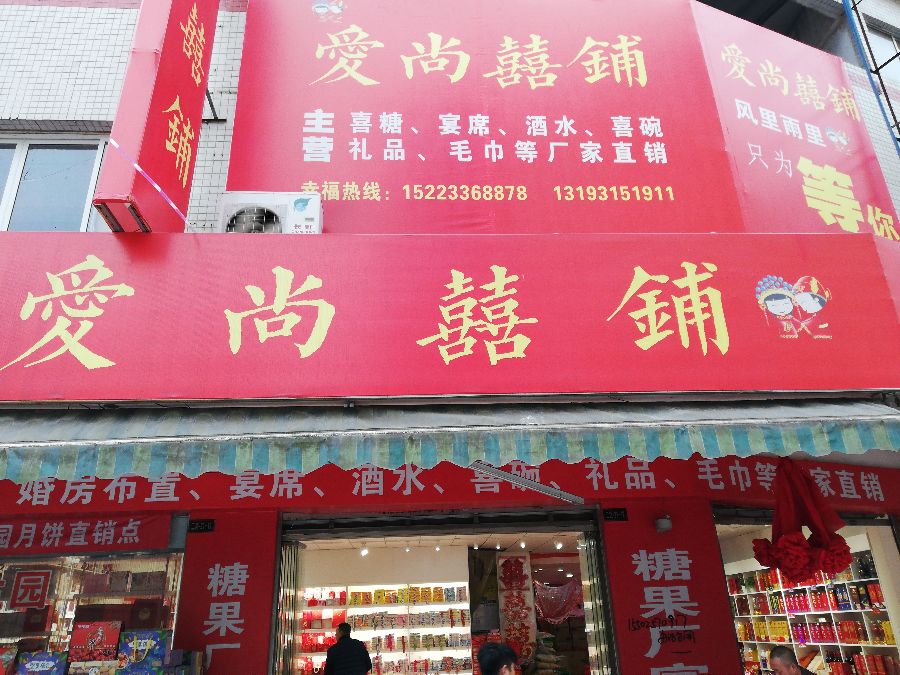 囍
鋪
愛尚囍鋪
主营
喜糖、宴席、酒水、喜碗
礼品、毛巾等厂家直销
幸福热线：15223368878 13193151911
愛尚囍鋪
风里雨里
只为
等你
愛尚囍鋪
婚房布置、宴席、酒水、喜碗、礼品、毛巾等
家直销
园月饼直销点
园
糖果厂
糖果厂家